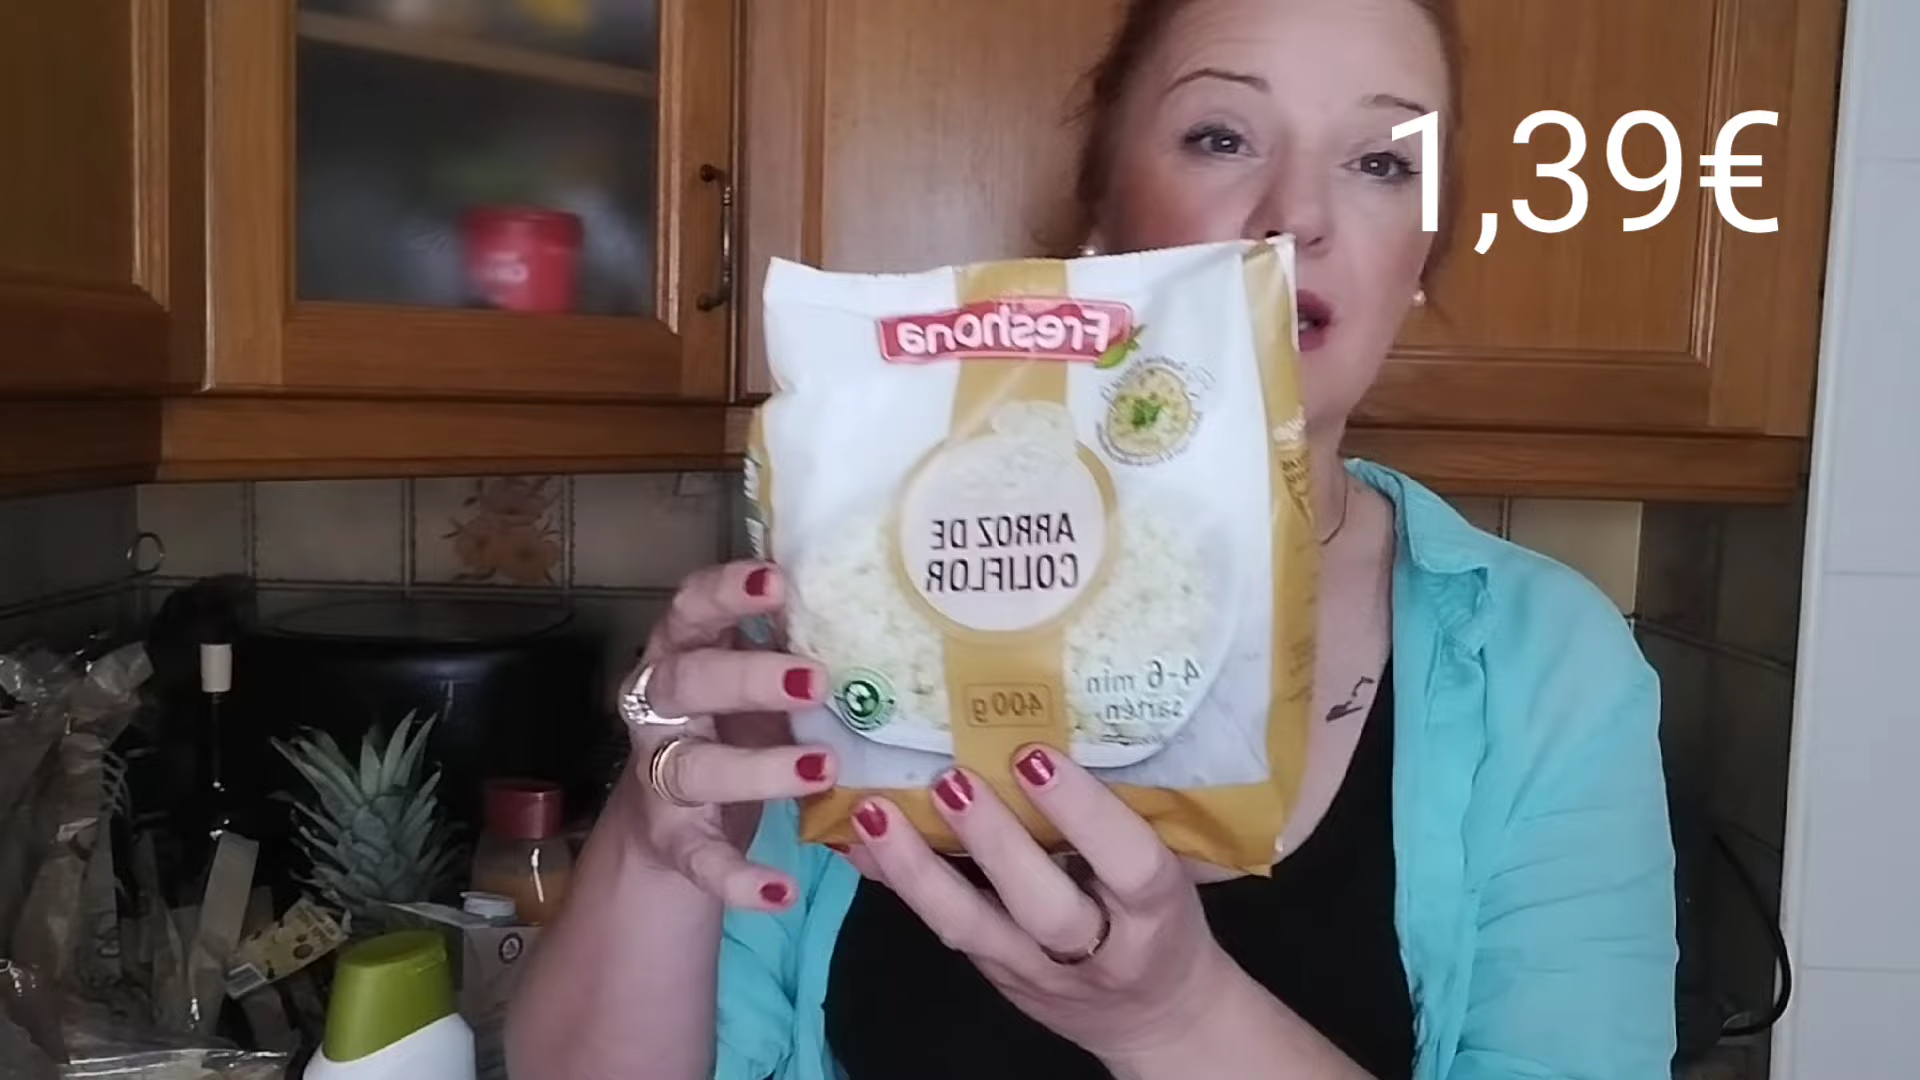 1,39€
Freshona
ARROZ DE
COLIFLOR
4-6 min
sartén
400g